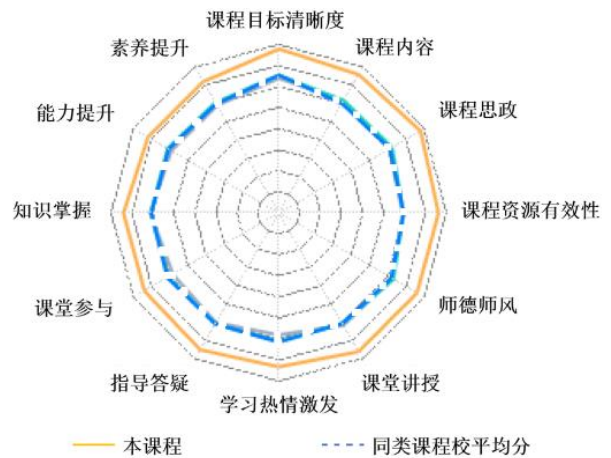 课程目标清晰度
素养提升
课程内容
能力提升
课程思政
知识掌握
课程资源有效性
课堂参与
师德师风
指导答疑
课堂讲授
学习热情激发
本课程
同类课程校平均分